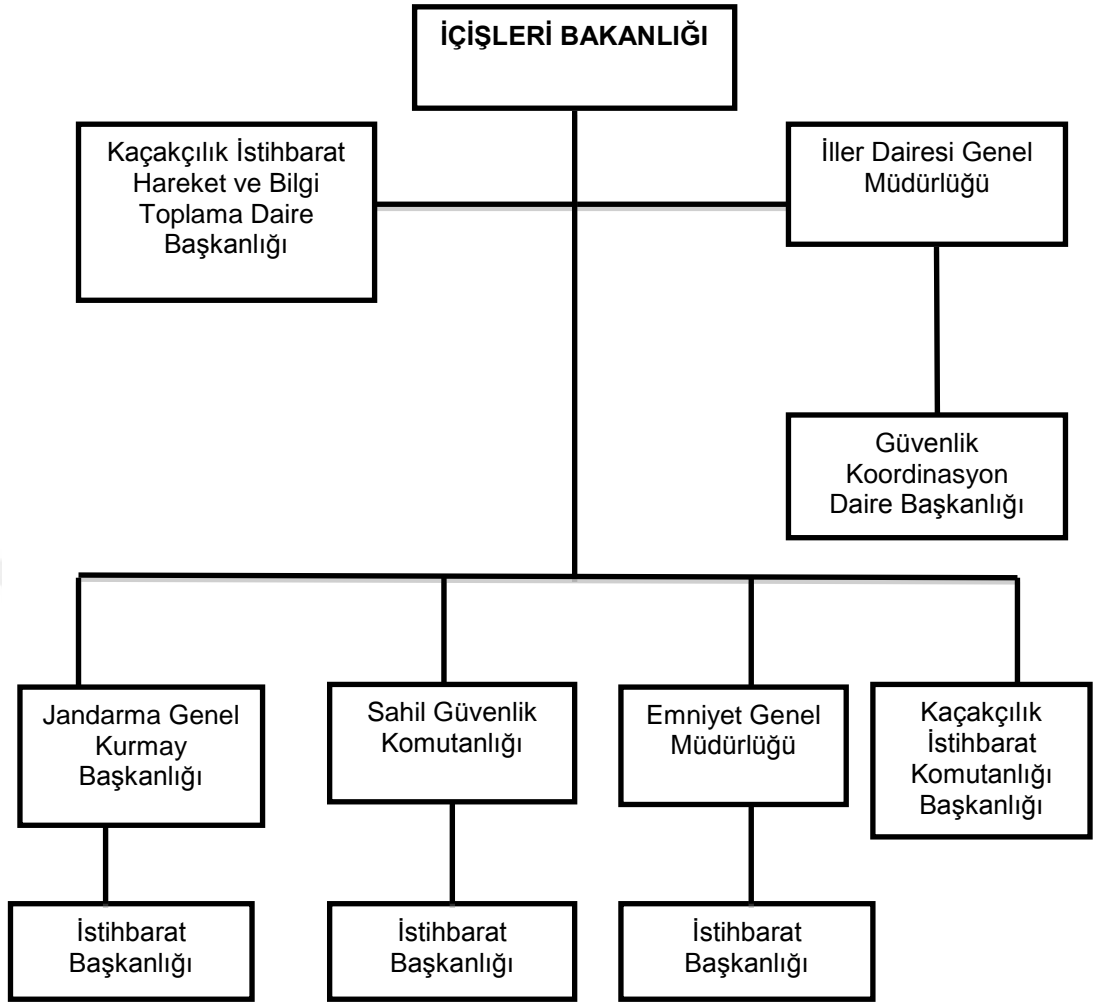 İÇİŞLERİ BAKANLIĞI
Kaçakçılık İstihbarat
Hareket ve Bilgi
Toplama Daire
Başkanlığı
İller Dairesi Genel
Müdürlüğü
Güvenlik
Koordinasyon
Daire Başkanlığı
Jandarma Genel
Kurmay
Başkanlığı
Sahil Güvenlik
Komutanlığı
Emniyet Genel
Müdürlüğü
Kaçakçılık
İstihbarat
Komutanlığı
Başkanlığı
İstihbarat
Başkanlığı
İstihbarat
Başkanlığı
İstihbarat
Başkanlığı